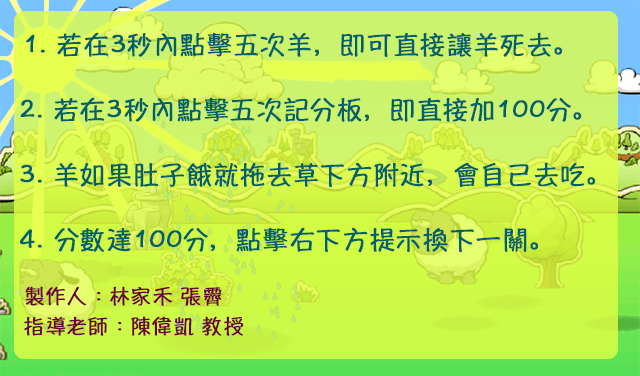 1. 若在3秒內點擊五次羊，即可直接讓羊死去。
2. 若在3秒內點擊五次記分板，即直接加100分。
3. 羊如果肚子餓就拖去草下方附近，會自己去吃。
4. 分數達100分，點擊右下方提示換下一關。
製作人：林家禾 張霽
指導老師：陳偉凱 教授